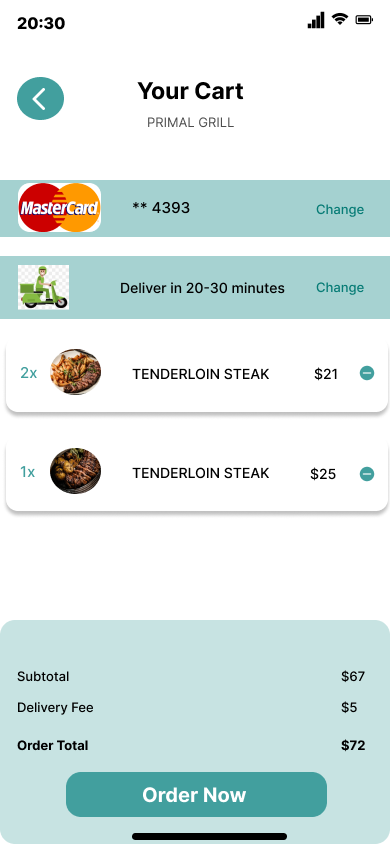 20:30
Your Cart
PRIMAL GRILL
MasterCard ** 4393 Change
Deliver in 20-30 minutes Change
2x TENDERLOIN STEAK $21
1x TENDERLOIN STEAK $25
Subtotal $67
Delivery Fee $5
Order Total $72
Order Now